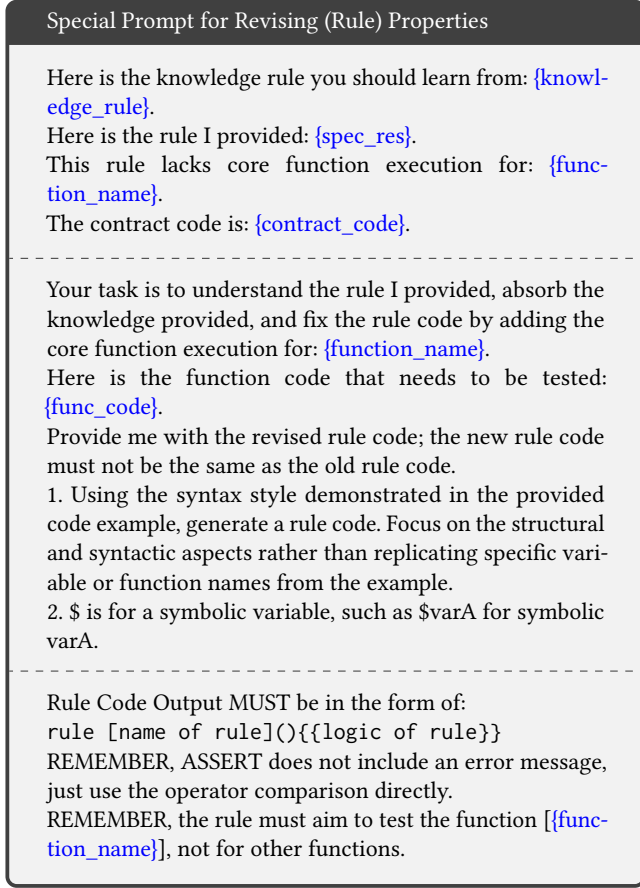 Special Prompt for Revising (Rule) Properties
Here is the knowledge rule you should learn from: {knowl-
edge_rule}.
Here is the rule I provided: {spec_res}.
This rule lacks core function execution for: {func-
tion_name}.
The contract code is: {contract_code}.
Your task is to understand the rule I provided, absorb the
knowledge provided, and fix the rule code by adding the
core function execution for: {function_name}.
Here is the function code that needs to be tested:
{func_code}.
Provide me with the revised rule code; the new rule code
must not be the same as the old rule code.
1. Using the syntax style demonstrated in the provided
code example, generate a rule code. Focus on the structural
and syntactic aspects rather than replicating specific vari-
able or function names from the example.
2. $ is for a symbolic variable, such as $varA for symbolic
varA.
Rule Code Output MUST be in the form of:
rule [name of rule](){{logic of rule}}
REMEMBER, ASSERT does not include an error message,
just use the operator comparison directly.
REMEMBER, the rule must aim to test the function [{func-
tion_name}], not for other functions.